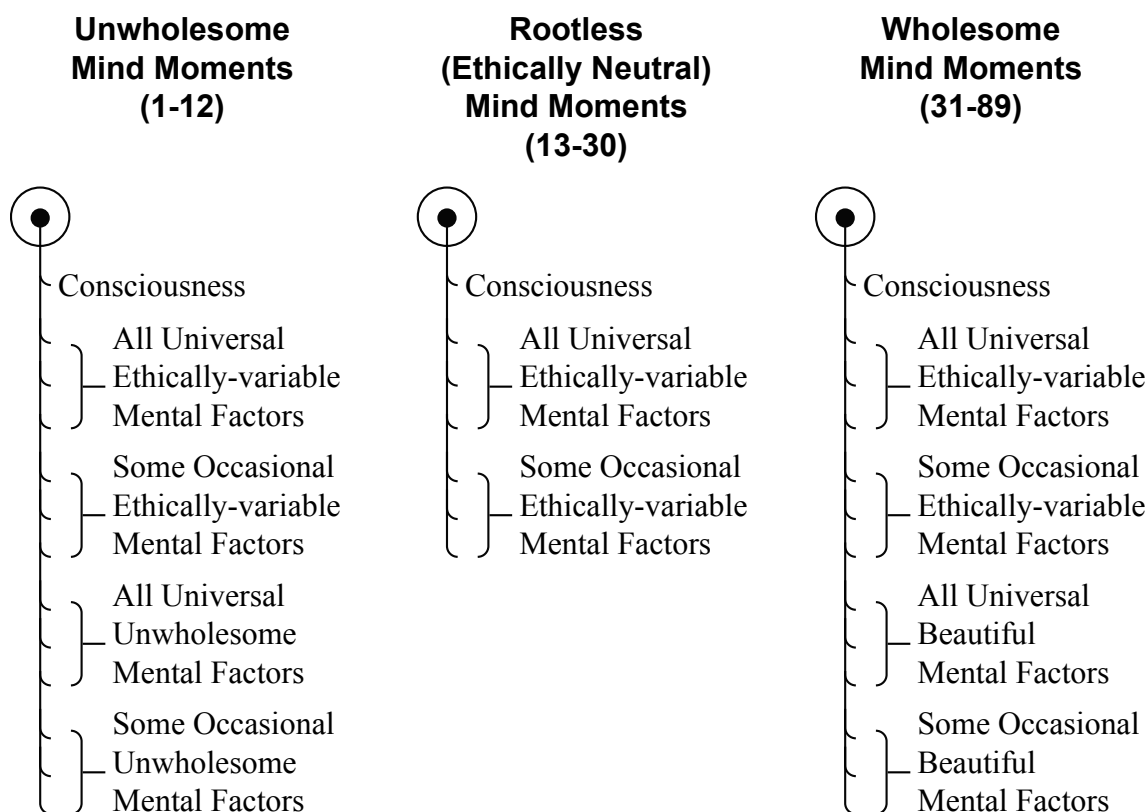 Unwholesome
Mind Moments
(1-12)
Consciousness
All Universal
Ethically-variable
Mental Factors
Some Occasional
Ethically-variable
Mental Factors
All Universal
Unwholesome
Mental Factors
Some Occasional
Unwholesome
Mental Factors
Rootless
(Ethically Neutral)
Mind Moments
(13-30)
Consciousness
All Universal
Ethically-variable
Mental Factors
Some Occasional
Ethically-variable
Mental Factors
Wholesome
Mind Moments
(31-89)
Consciousness
All Universal
Ethically-variable
Mental Factors
Some Occasional
Ethically-variable
Mental Factors
All Universal
Beautiful
Mental Factors
Some Occasional
Beautiful
Mental Factors